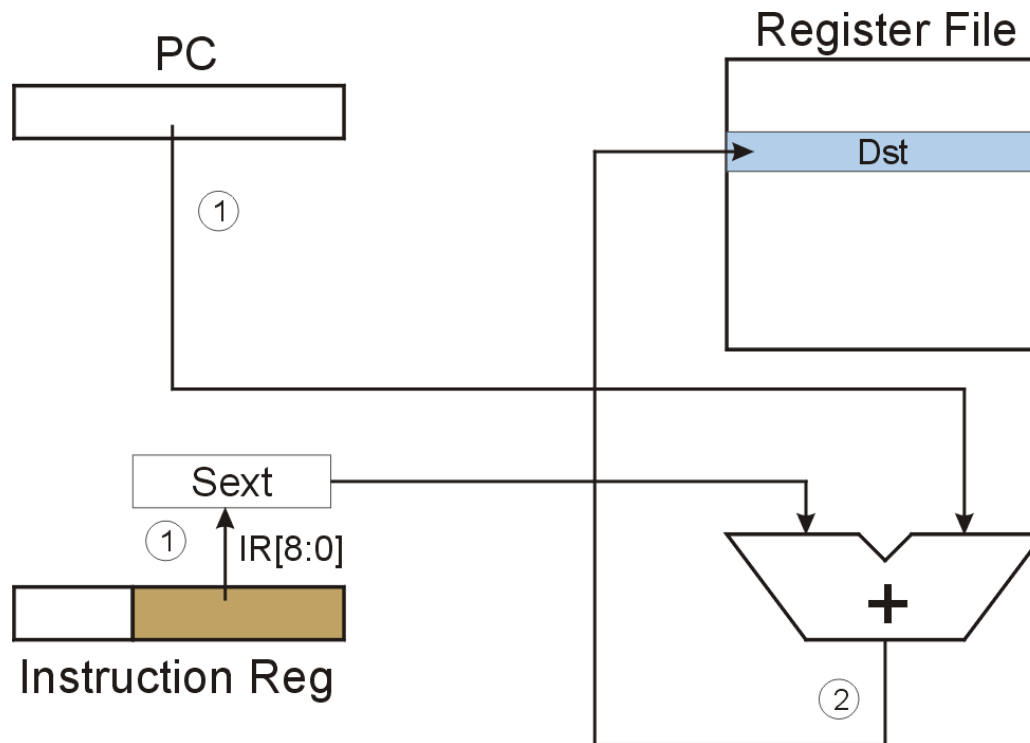 PC
Register File
Dst
1
Sext
1
IR[8:0]
+
Instruction Reg
2